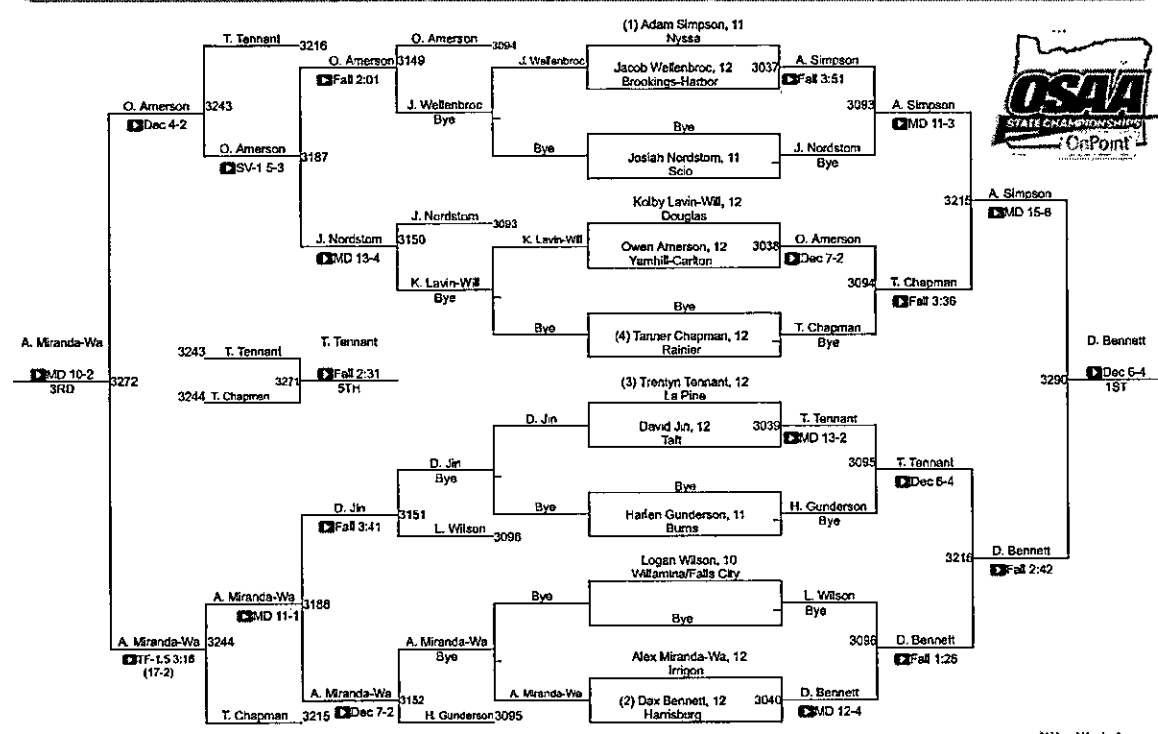 T. Tennant 3216
O. Amerson
▶Dec 4-2
3243
O. Amerson
▶SV-1 5-3
3187
O. Amerson 3149
▶Fall 2:01
O. Amerson 3094
J. Wellenbroc
Bye
J. Nordstom 3150
▶MD 13-4
J. Nordstom 3093
K. Lavin-Will
Bye
J. Wellenbroc
Bye
K. Lavin-Will
Bye
(1) Adam Simpson, 11
Nyssa
Jacob Wellenbroc, 12 3037
Brookings-Harbor
Bye
Josiah Nordstom, 11
Scio
Kolby Lavin-Will, 12
Douglas
Owen Amerson, 12 3038
Yamhill-Carlton
Bye
(4) Tanner Chapman, 12
Rainier
A. Simpson
▶Fall 3:51
3093
J. Nordstom
Bye
O. Amerson
▶Dec 7-2
3094
T. Chapman
Bye
A. Simpson
▶MD 11-3
3215
T. Chapman
▶Fall 3:36
A. Simpson
▶MD 15-6
OSAA
STATE CHAMPIONSHIPS
OnPoint
A. Miranda-Wa
▶MD 10-2
3RD
3272
3243 T. Tennant
3244 T. Chapman
3271
T. Tennant
▶Fall 2:31
5TH
3290
D. Bennett
▶Dec 6-4
1ST
A. Miranda-Wa 3244
▶TF-1.5 3:16
(17-2)
A. Miranda-Wa 3188
▶MD 11-1
T. Chapman 3215
D. Jin
▶Fall 3:41
3151
A. Miranda-Wa 3152
▶Dec 7-2
D. Jin
Bye
L. Wilson 3096
A. Miranda-Wa
Bye
H. Gunderson 3095
D. Jin
Bye
Bye
A. Miranda-Wa
(3) Trentyn Tennant, 12
La Pine
David Jin, 12 3039
Taft
Bye
Harlen Gunderson, 11
Burns
Logan Wilson, 10
Willamina/Falls City
Bye
Alex Miranda-Wa, 12
Irrigon
(2) Dax Bennett, 12 3040
Harrisburg
T. Tennant
▶MD 13-2
3095
H. Gunderson
Bye
L. Wilson
Bye
3096
D. Bennett
▶MD 12-4
T. Tennant
▶Dec 6-4
3216
D. Bennett
▶Fall 1:26
D. Bennett
▶Fall 2:42